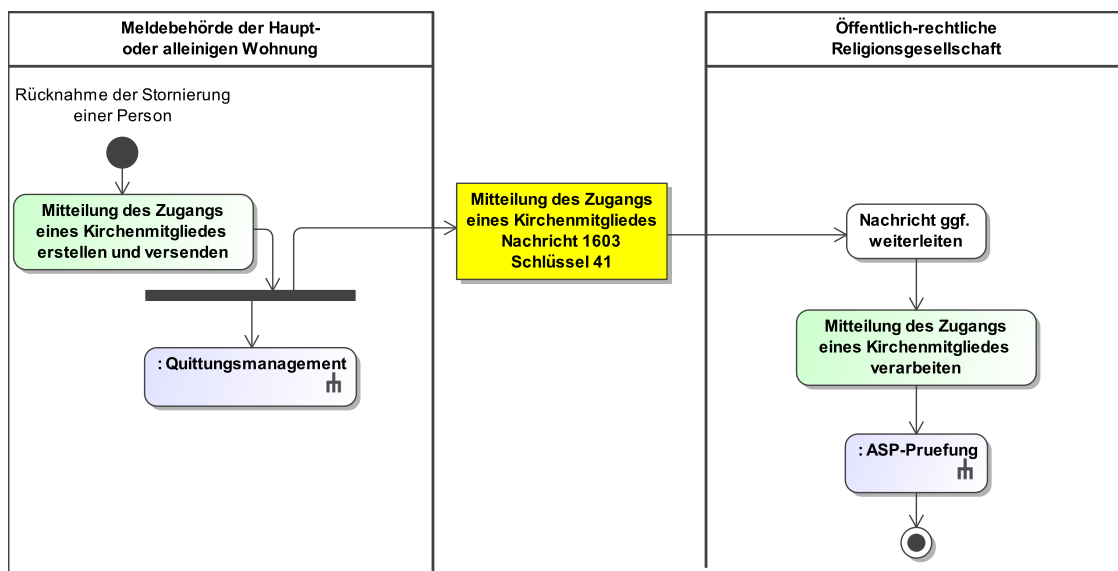 Meldebehörde der Haupt-
oder alleinigen Wohnung
Rücknahme der Stornierung
einer Person
Mitteilung des Zugangs
eines Kirchenmitgliedes
erstellen und versenden
: Quittungsmanagement
Mitteilung des Zugangs
eines Kirchenmitgliedes
Nachricht 1603
Schlüssel 41
Öffentlich-rechtliche
Religionsgesellschaft
Nachricht ggf.
weiterleiten
Mitteilung des Zugangs
eines Kirchenmitgliedes
verarbeiten
: ASP-Pruefung